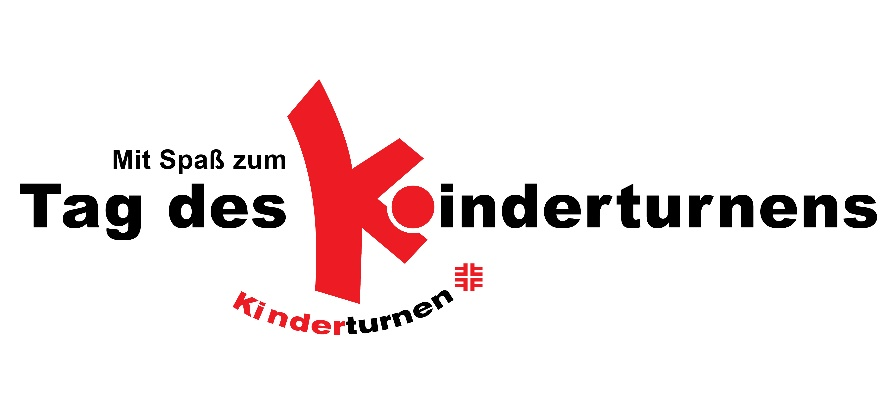 Mit Spaß zum
Tag des Kinderturnens
Kinderturnen